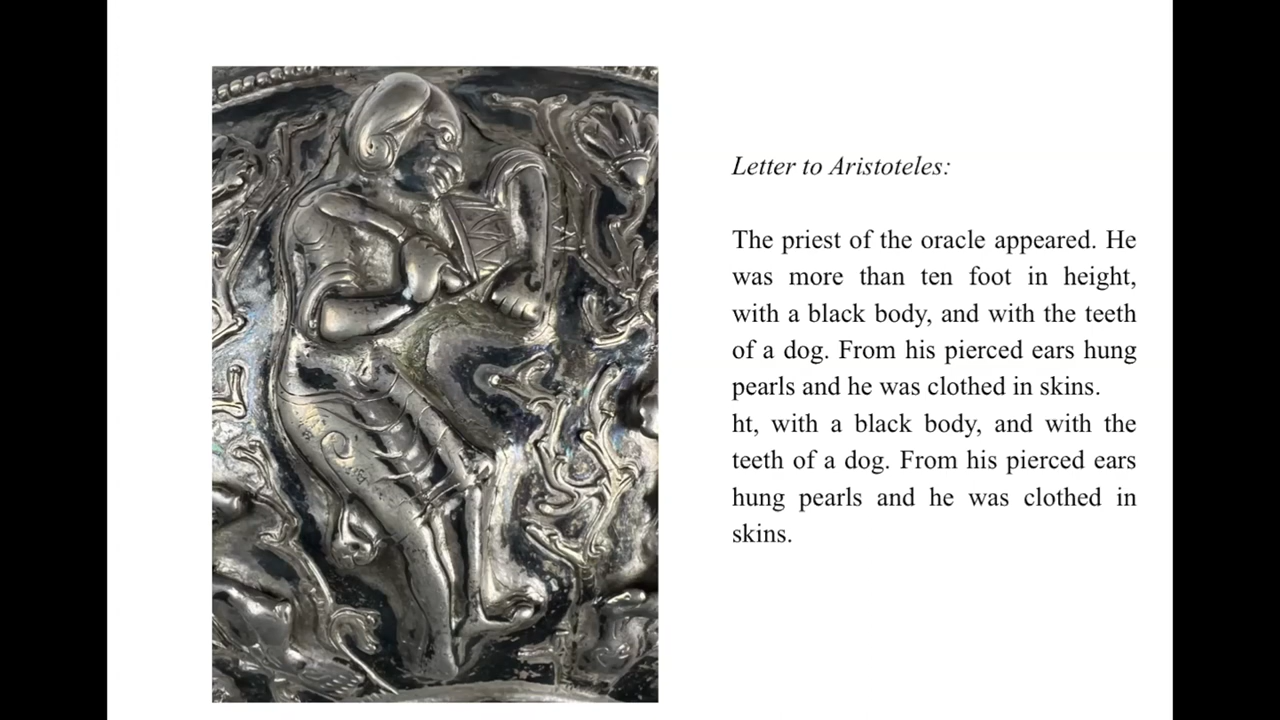 Letter to Aristoteles:
The priest of the oracle appeared. He
was more than ten foot in height,
with a black body, and with the teeth
of a dog. From his pierced ears hung
pearls and he was clothed in skins.
ht, with a black body, and with the
teeth of a dog. From his pierced ears
hung pearls and he was clothed in
skins.